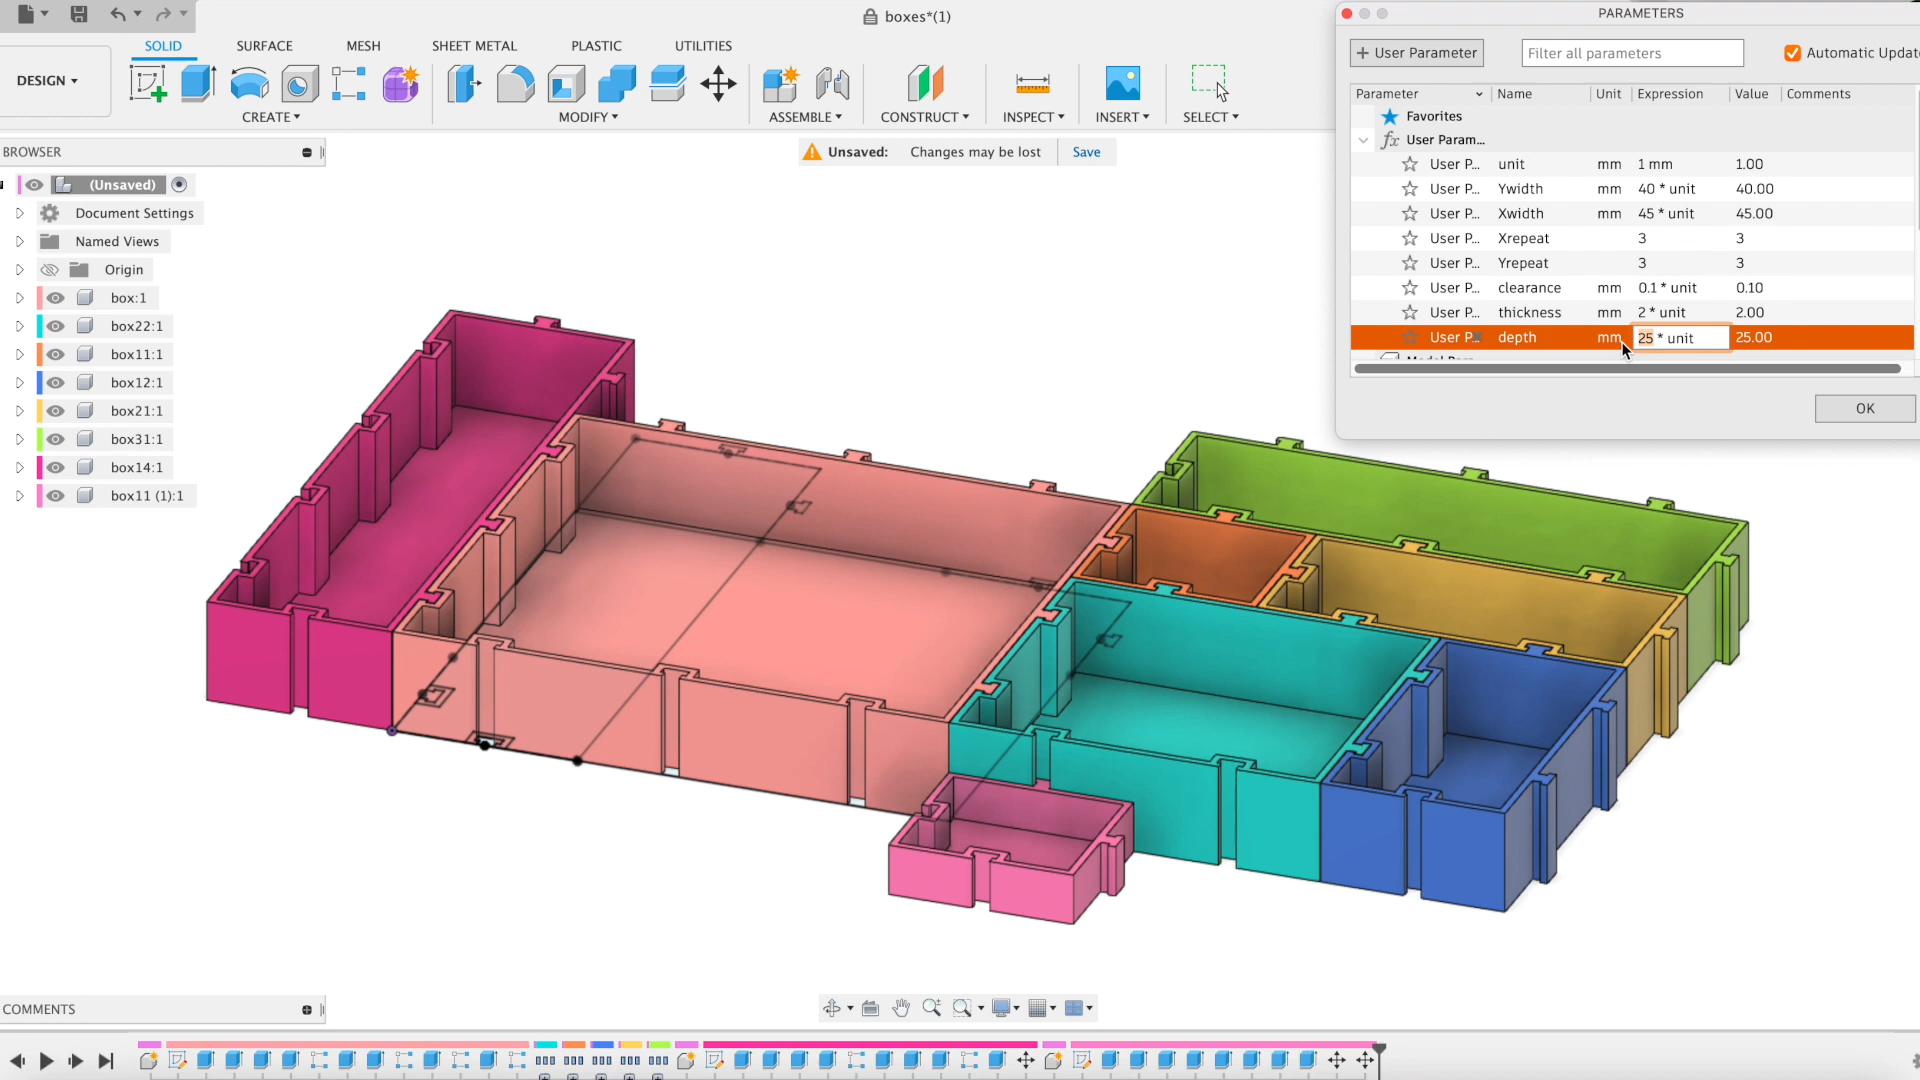 boxes*(1)
PARAMETERS
SOLID SURFACE MESH SHEET METAL PLASTIC UTILITIES
+ User Parameter Filter all parameters Automatic Update
DESIGN
CREATE MODIFY ASSEMBLE CONSTRUCT INSPECT INSERT SELECT
Parameter Name Unit Expression Value Comments
Favorites
fx User Param...
User P... unit mm 1 mm 1.00
User P... Ywidth mm 40 * unit 40.00
User P... Xwidth mm 45 * unit 45.00
User P... Xrepeat 3 3
User P... Yrepeat 3 3
User P... clearance mm 0.1 * unit 0.10
User P... thickness mm 2 * unit 2.00
User P... depth mm 25 * unit 25.00
OK
BROWSER
Unsaved: Changes may be lost Save
(Unsaved)
Document Settings
Named Views
Origin
box:1
box22:1
box11:1
box12:1
box21:1
box31:1
box14:1
box11 (1):1
COMMENTS